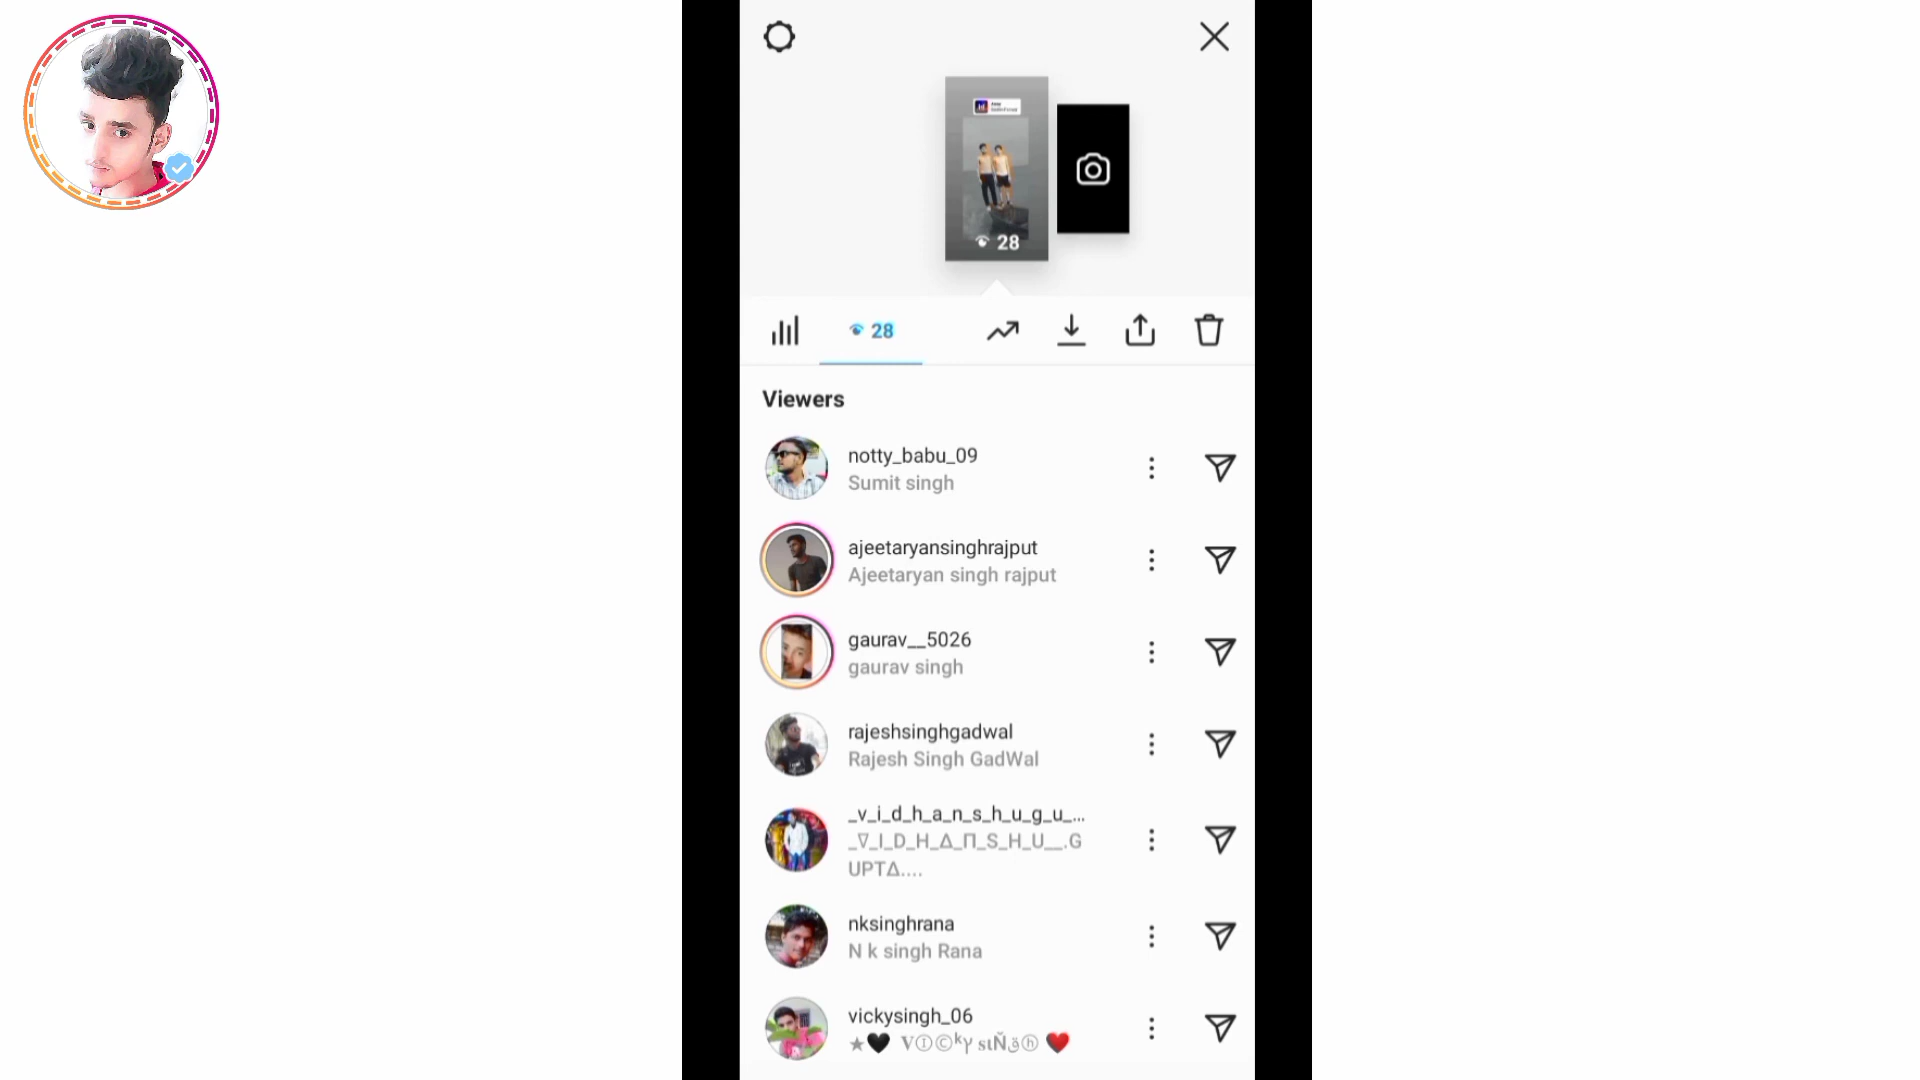 28
28
Viewers
notty_babu_09
Sumit singh
ajeetaryansinghrajput
Ajeetaryan singh rajput
gaurav__5026
gaurav singh
rajeshsinghgadwal
Rajesh Singh GadWal
_v_i_d_h_a_n_s_h_u_g_u_...
_∇_I_D_H_Δ_Π_S_H_U__.G
UPTΔ....
nksinghrana
N k singh Rana
vickysingh_06